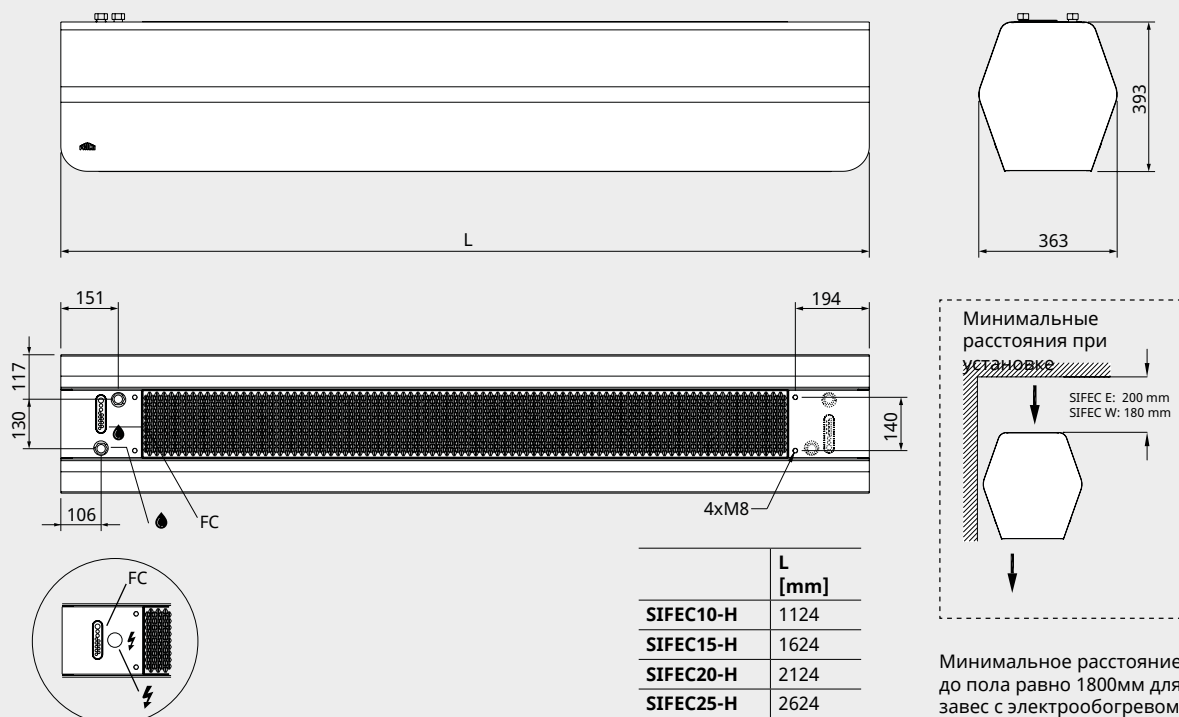 393
L
363
151
194
117
130
140
106
FC
4xM8
Минимальные
расстояния при
установке
SIFEC E: 200 mm
SIFEC W: 180 mm
FC
L
[mm]
SIFEC10-H 1124
SIFEC15-H 1624
SIFEC20-H 2124
SIFEC25-H 2624
Минимальное расстояние
до пола равно 1800мм для
завес с электрообогревом